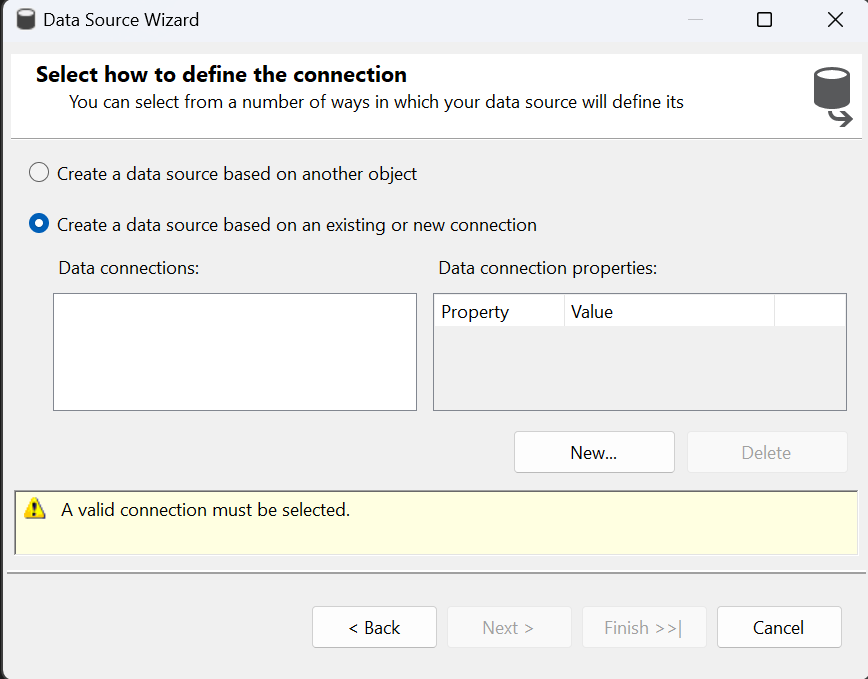 Data Source Wizard
Select how to define the connection
You can select from a number of ways in which your data source will define its
Create a data source based on another object
Create a data source based on an existing or new connection
Data connections:
Data connection properties:
Property Value
New... Delete
A valid connection must be selected.
< Back Next > Finish >>| Cancel